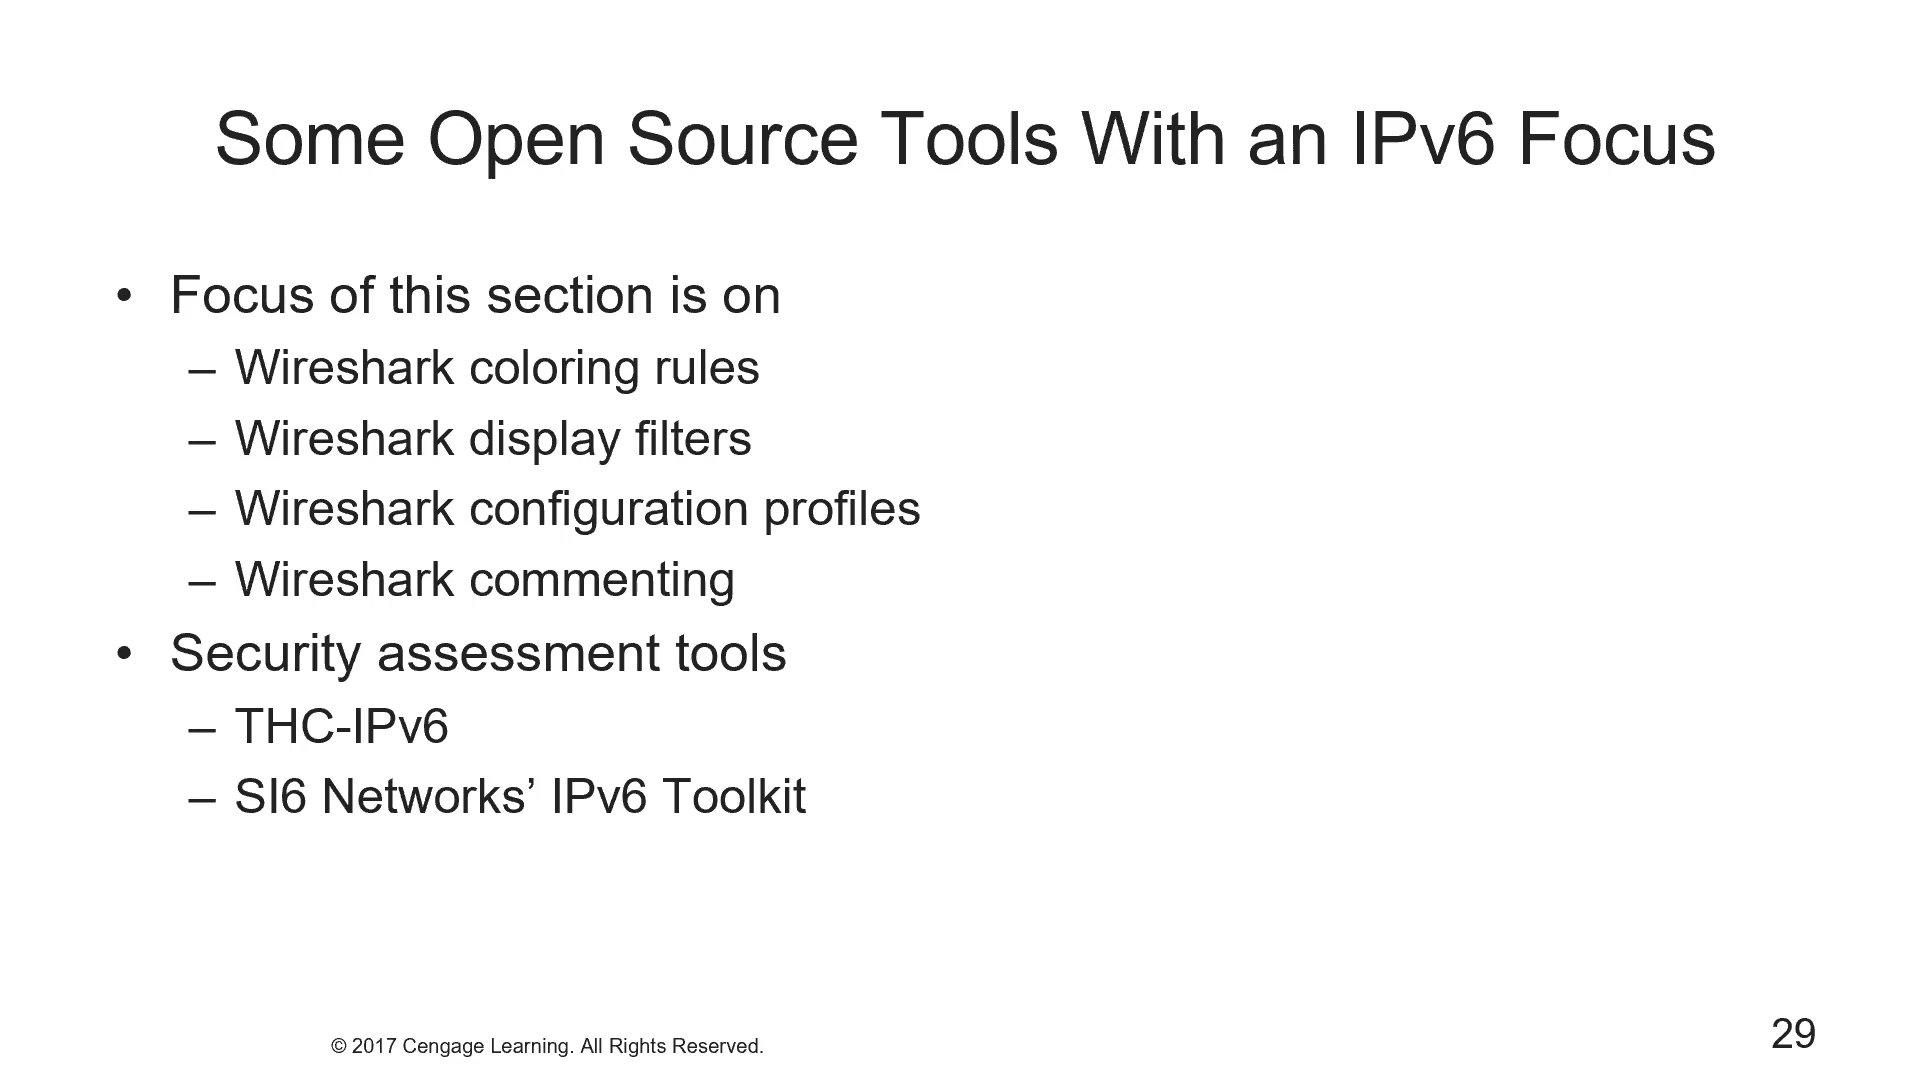 Some Open Source Tools With an IPv6 Focus
• Focus of this section is on
– Wireshark coloring rules
– Wireshark display filters
– Wireshark configuration profiles
– Wireshark commenting
• Security assessment tools
– THC-IPv6
– SI6 Networks’ IPv6 Toolkit
© 2017 Cengage Learning. All Rights Reserved.
29